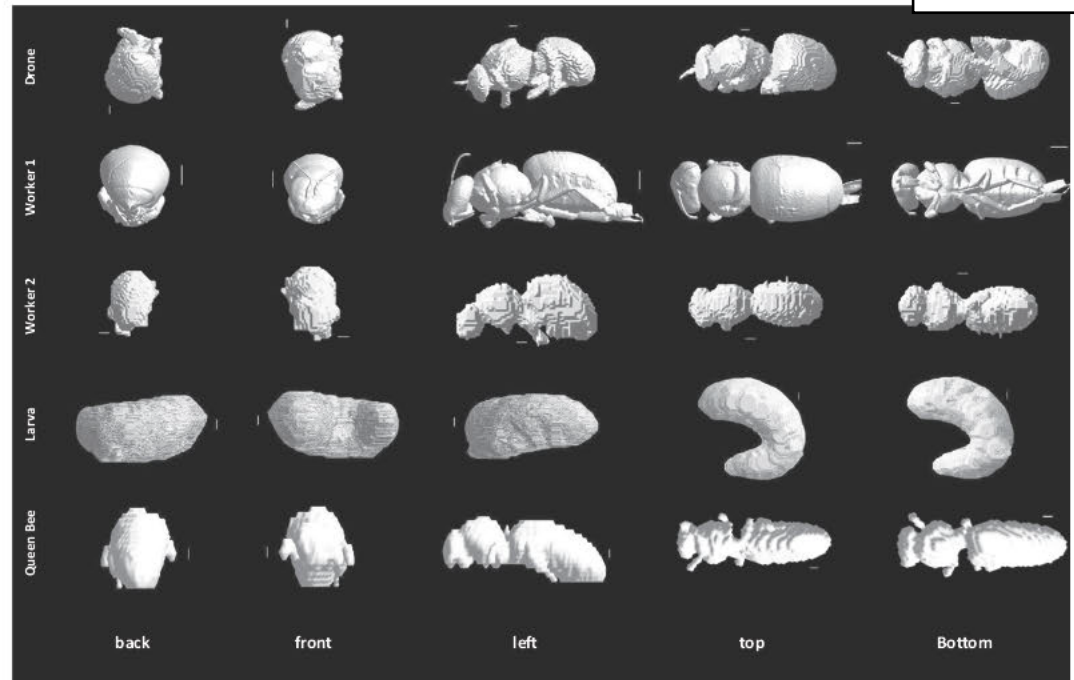 Drone
Worker 1
Worker 2
Larva
Queen Bee
back front left top Bottom